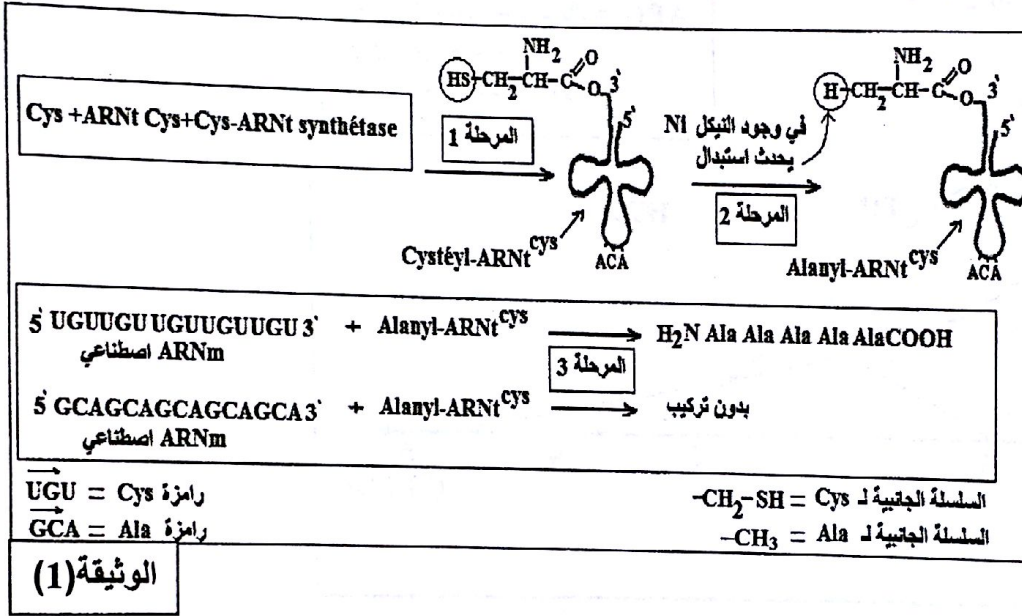 NH2
HS-CH2-CH-C
O
O
3`
5`
Cys +ARNt Cys+Cys-ARNt synthétase
المرحلة 1
Cystéyl-ARNt cys
ACA
في وجود النيكل Ni
يحدث استبدال
المرحلة 2
NH2
H-CH2-CH-C
O
O
3`
5`
Alanyl-ARNt cys
ACA
5` UGUUGUUGUUGUUGU 3` + Alanyl-ARNt cys H2N Ala Ala Ala Ala AlaCOOH
ARNm اصطناعي
المرحلة 3
5` GCAGCAGCAGCAGCA3` + Alanyl-ARNt cys بدون تركيب
ARNm اصطناعي
UGU = Cys رامزة
السلسلة الجانبية لـ Cys = -CH2-SH
GCA = Ala رامزة
السلسلة الجانبية لـ Ala = -CH3
الوثيقة(1)